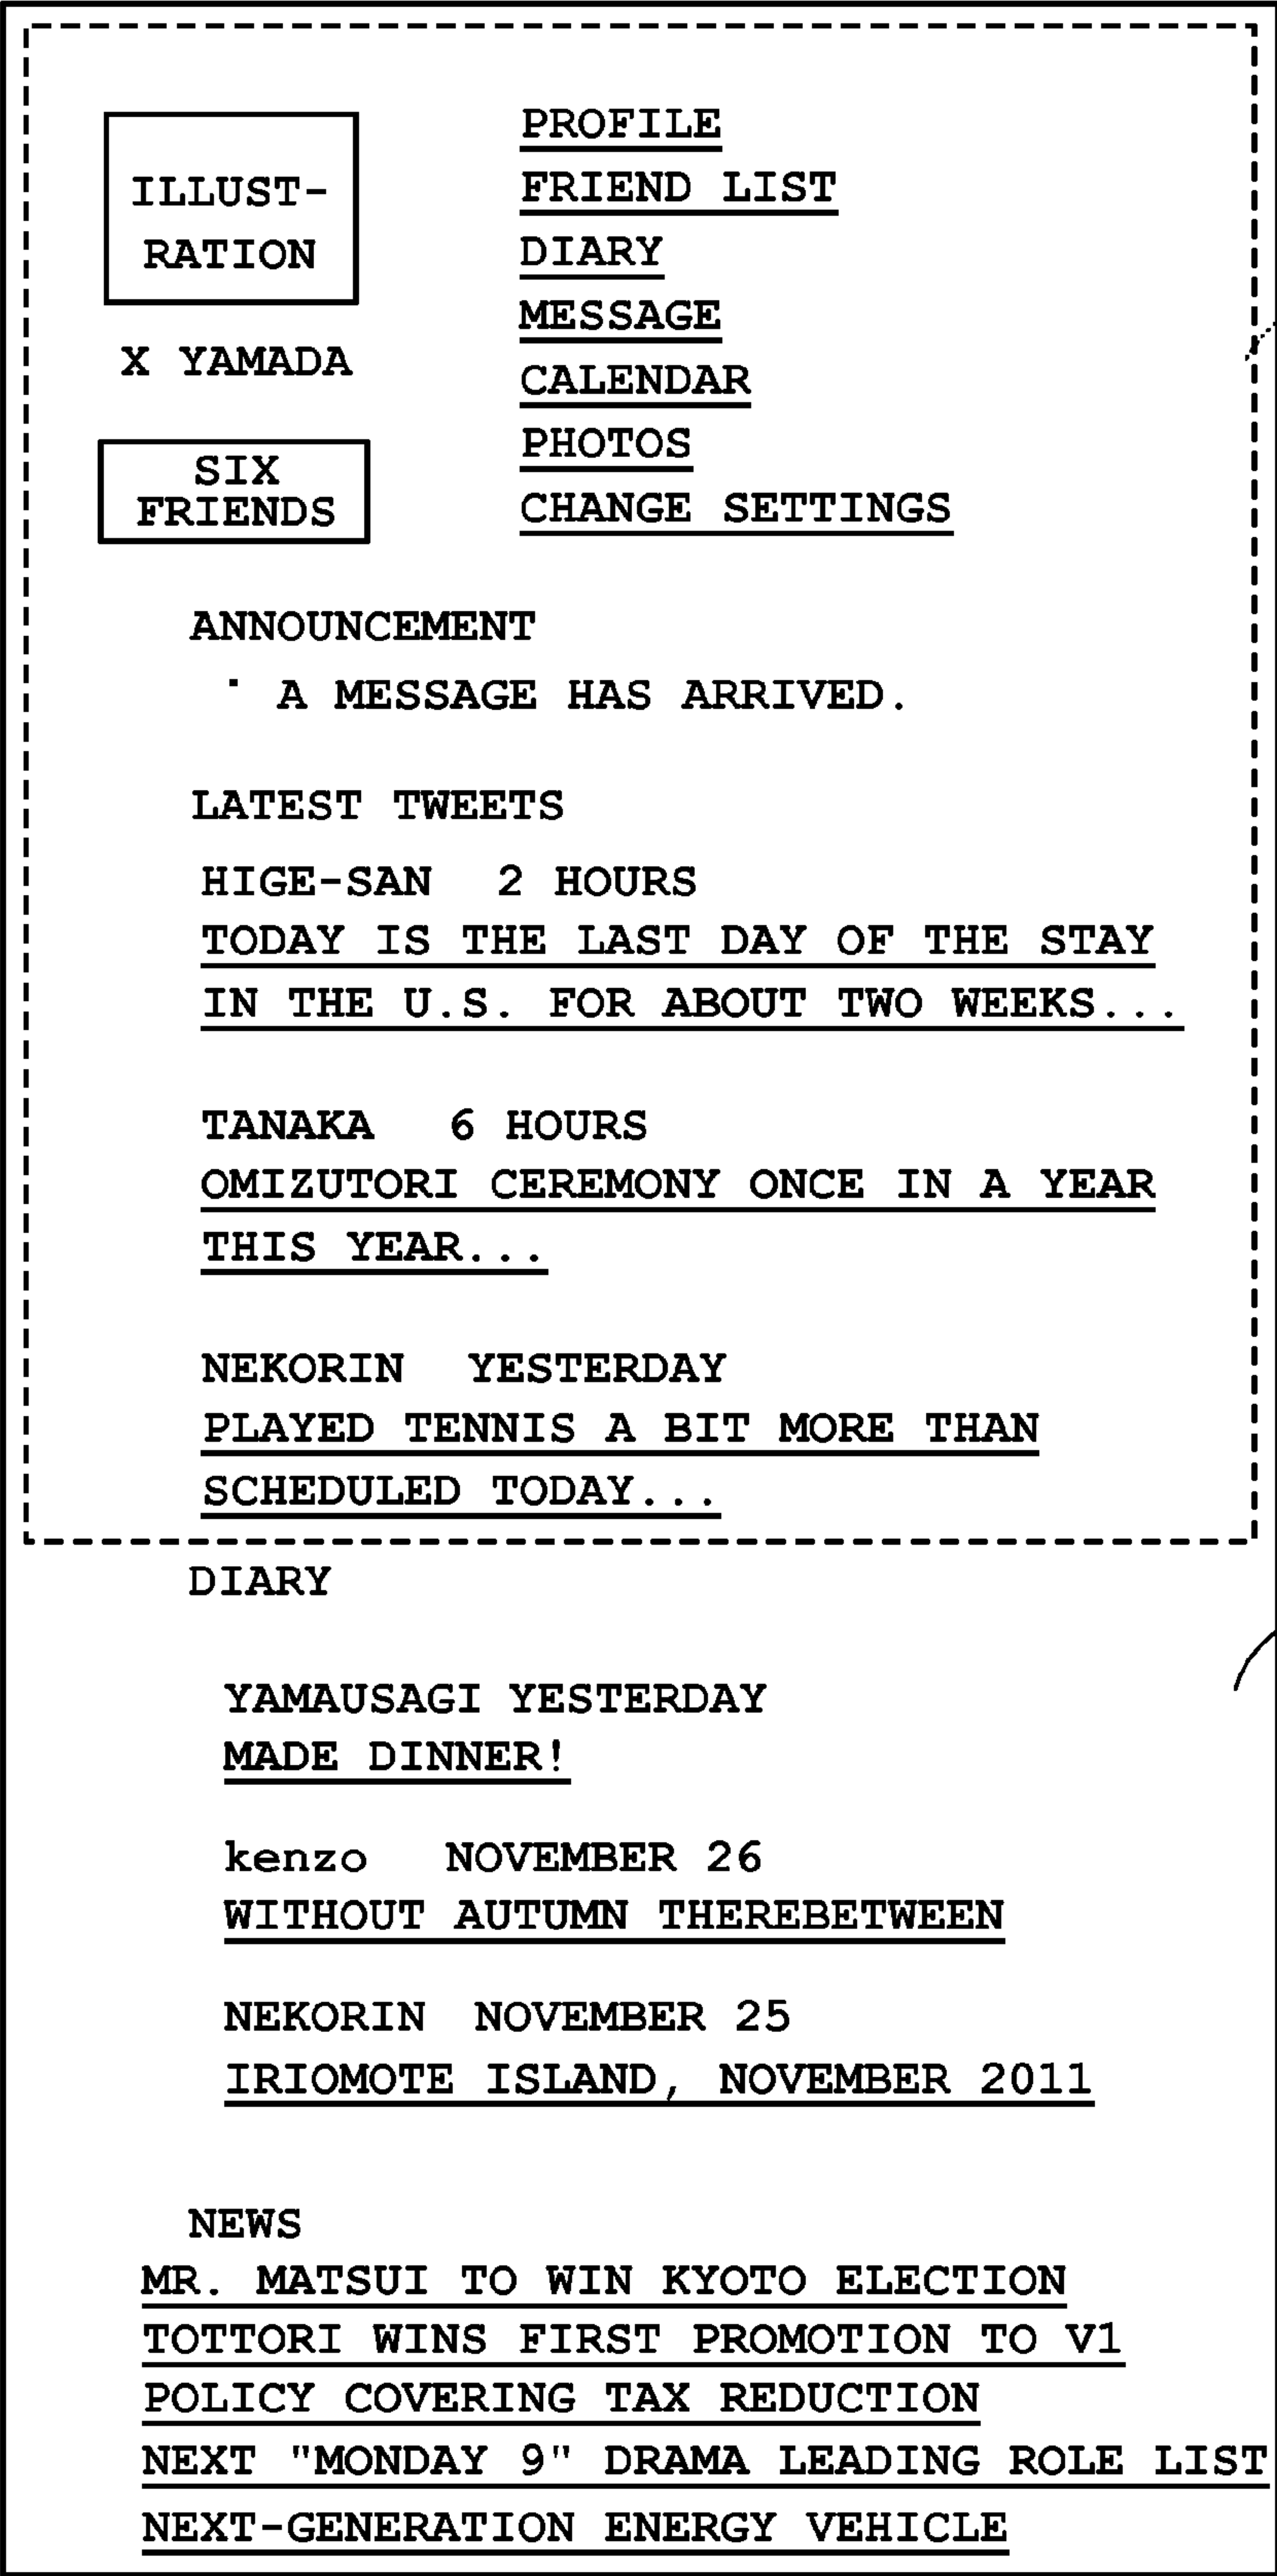 ILLUST-
RATION
X YAMADA
SIX
FRIENDS
PROFILE
FRIEND LIST
DIARY
MESSAGE
CALENDAR
PHOTOS
CHANGE SETTINGS
ANNOUNCEMENT
· A MESSAGE HAS ARRIVED.
LATEST TWEETS
HIGE-SAN 2 HOURS
TODAY IS THE LAST DAY OF THE STAY
IN THE U.S. FOR ABOUT TWO WEEKS...
TANAKA 6 HOURS
OMIZUTORI CEREMONY ONCE IN A YEAR
THIS YEAR...
NEKORIN YESTERDAY
PLAYED TENNIS A BIT MORE THAN
SCHEDULED TODAY...
DIARY
YAMAUSAGI YESTERDAY
MADE DINNER!
kenzo NOVEMBER 26
WITHOUT AUTUMN THEREBETWEEN
NEKORIN NOVEMBER 25
IRIOMOTE ISLAND, NOVEMBER 2011
NEWS
MR. MATSUI TO WIN KYOTO ELECTION
TOTTORI WINS FIRST PROMOTION TO V1
POLICY COVERING TAX REDUCTION
NEXT "MONDAY 9" DRAMA LEADING ROLE LIST
NEXT-GENERATION ENERGY VEHICLE